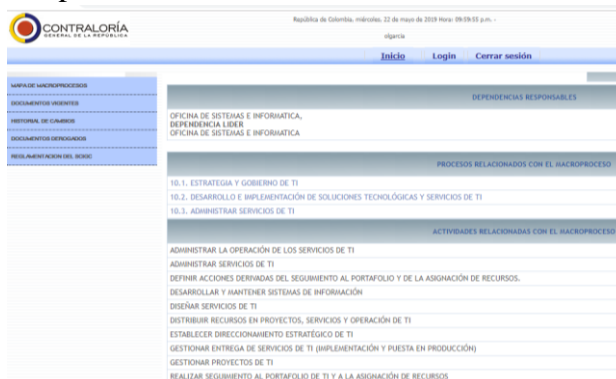 CONTRALORÍA
GENERAL DE LA REPÚBLICA
República de Colombia, miércoles, 22 de mayo de 2019 Hora: 09:59:55 p.m. -
elgarcia
Inicio Login Cerrar sesión
MAPA DE MACROPROCESOS
DOCUMENTOS VIGENTES
HISTORIAL DE CAMBIOS
DOCUMENTOS DEROGADOS
REGLAMENTACION DEL SCIGC
DEPENDENCIAS RESPONSABLES
OFICINA DE SISTEMAS E INFORMATICA,
DEPENDENCIA LIDER
OFICINA DE SISTEMAS E INFORMATICA
PROCESOS RELACIONADOS CON EL MACROPROCESO
10.1. ESTRATEGIA Y GOBIERNO DE TI
10.2. DESARROLLO E IMPLEMENTACIÓN DE SOLUCIONES TECNOLÓGICAS Y SERVICIOS DE TI
10.3. ADMINISTRAR SERVICIOS DE TI
ACTIVIDADES RELACIONADAS CON EL MACROPROCESO
ADMINISTRAR LA OPERACIÓN DE LOS SERVICIOS DE TI
ADMINISTRAR SERVICIOS DE TI
DEFINIR ACCIONES DERIVADAS DEL SEGUIMIENTO AL PORTAFOLIO Y DE LA ASIGNACIÓN DE RECURSOS.
DESARROLLAR Y MANTENER SISTEMAS DE INFORMACIÓN
DISEÑAR SERVICIOS DE TI
DISTRIBUIR RECURSOS EN PROYECTOS, SERVICIOS Y OPERACIÓN DE TI
ESTABLECER DIRECCIONAMIENTO ESTRATÉGICO DE TI
GESTIONAR ENTREGA DE SERVICIOS DE TI (IMPLEMENTACIÓN Y PUESTA EN PRODUCCIÓN)
GESTIONAR PROYECTOS DE TI
REALIZAR SEGUIMIENTO AL PORTAFOLIO DE TI Y A LA ASIGNACIÓN DE RECURSOS